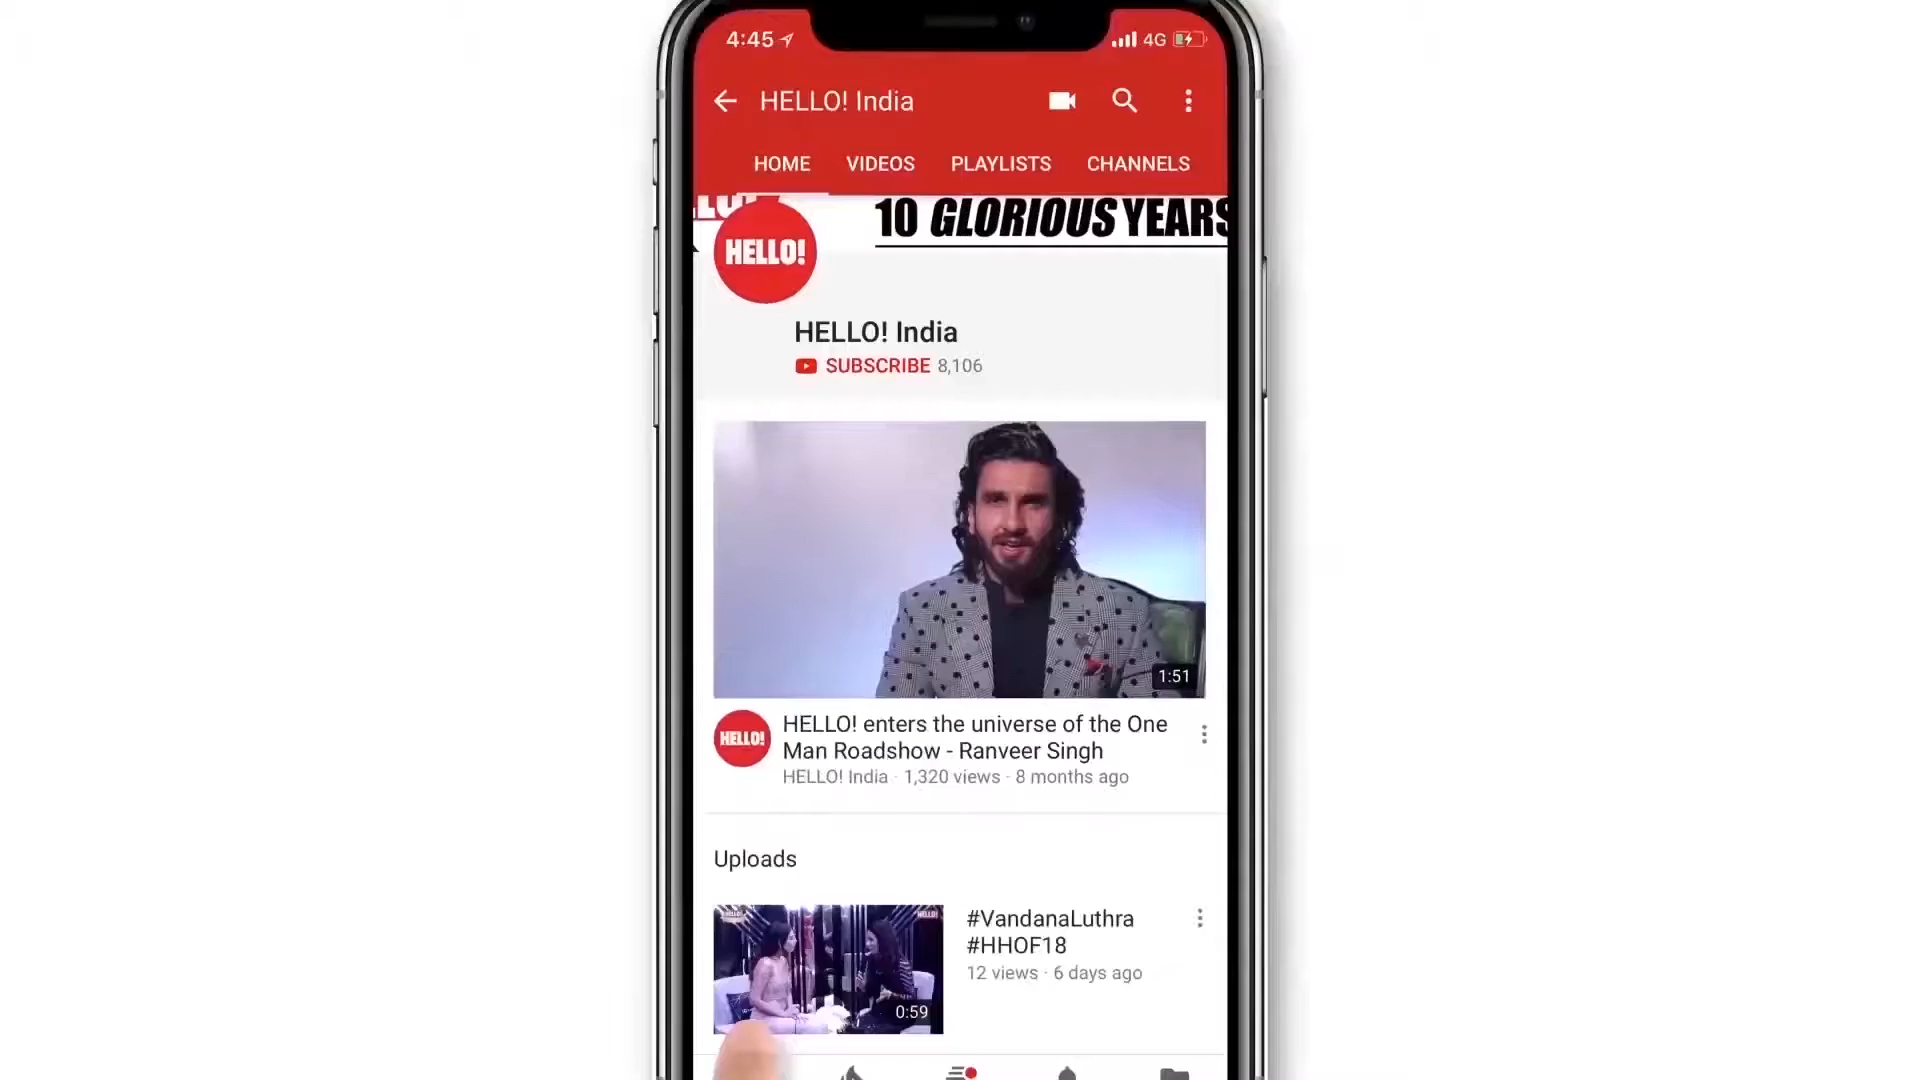 4:45
4G
HELLO! India
HOME VIDEOS PLAYLISTS CHANNELS
10 GLORIOUS YEARS
HELLO!
HELLO! India
SUBSCRIBE 8,106
1:51
HELLO!
HELLO! enters the universe of the One
Man Roadshow - Ranveer Singh
HELLO! India · 1,320 views · 8 months ago
Uploads
HELLO!
HELLO!
0:59
#VandanaLuthra
#HHOF18
12 views · 6 days ago